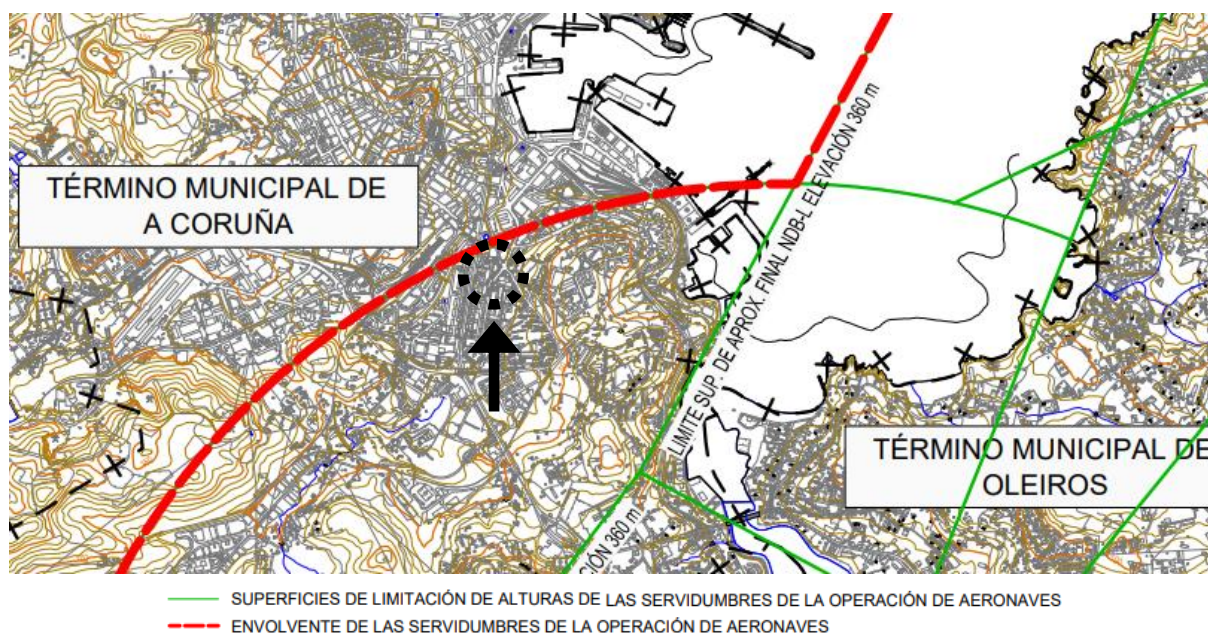 TÉRMINO MUNICIPAL DE
A CORUÑA
LIMITE SUP. DE APROX. FINAL NDB-L ELEVACIÓN 360 m
CIÓN 360 m
TÉRMINO MUNICIPAL DE
OLEIROS
SUPERFICIES DE LIMITACIÓN DE ALTURAS DE LAS SERVIDUMBRES DE LA OPERACIÓN DE AERONAVES
ENVOLVENTE DE LAS SERVIDUMBRES DE LA OPERACIÓN DE AERONAVES